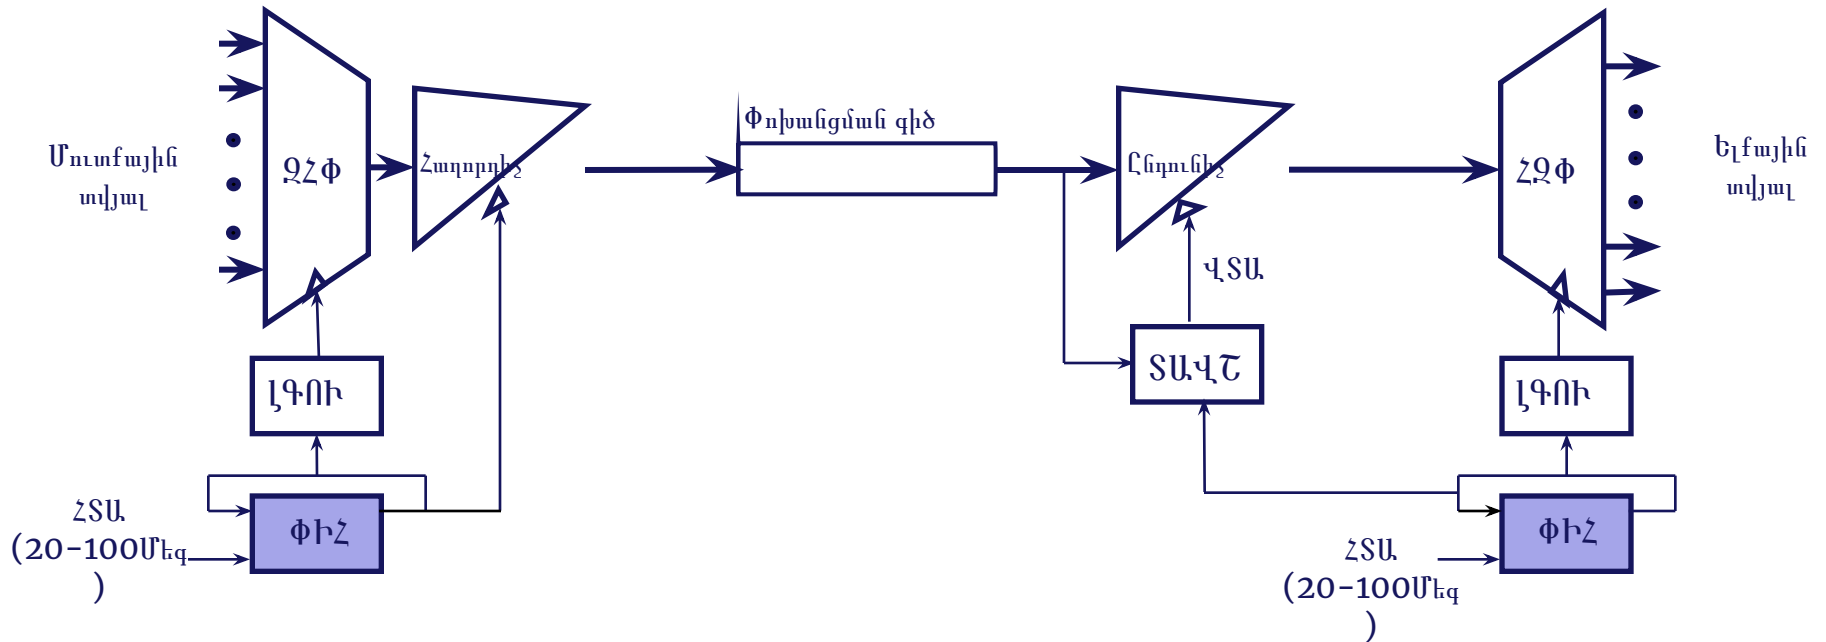 Մուտքային
տվյալ
ԶՀՓ
Հաղորդիչ
Փոխանցման գիծ
Ընդունիչ
ՀԶՓ
Ելքային
տվյալ
ՎՏԱ
ԼԳՈՒ
ՏԱՎՇ
ԼԳՈՒ
ՀՏԱ
(20-100Մեգ
)
ՓԻՀ
ՀՏԱ
(20-100Մեգ
)
ՓԻՀ